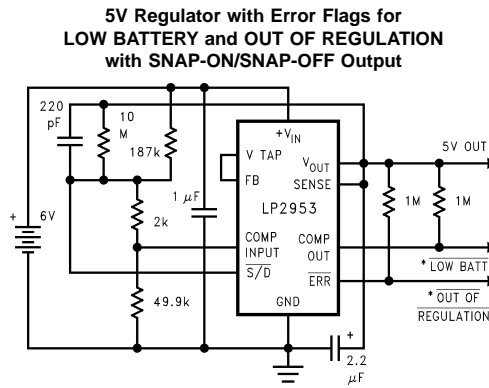 5V Regulator with Error Flags for
LOW BATTERY and OUT OF REGULATION
with SNAP-ON/SNAP-OFF Output
220
pF
10
M
187k
+VIN
V TAP
FB
VOUT
SENSE
5V OUT
LP2953
1 μF
1M
1M
+
6V
2k
COMP
INPUT
COMP
OUT
* LOW BATT
S/D
ERR
* OUT OF
REGULATION
49.9k
GND
+
2.2
μF